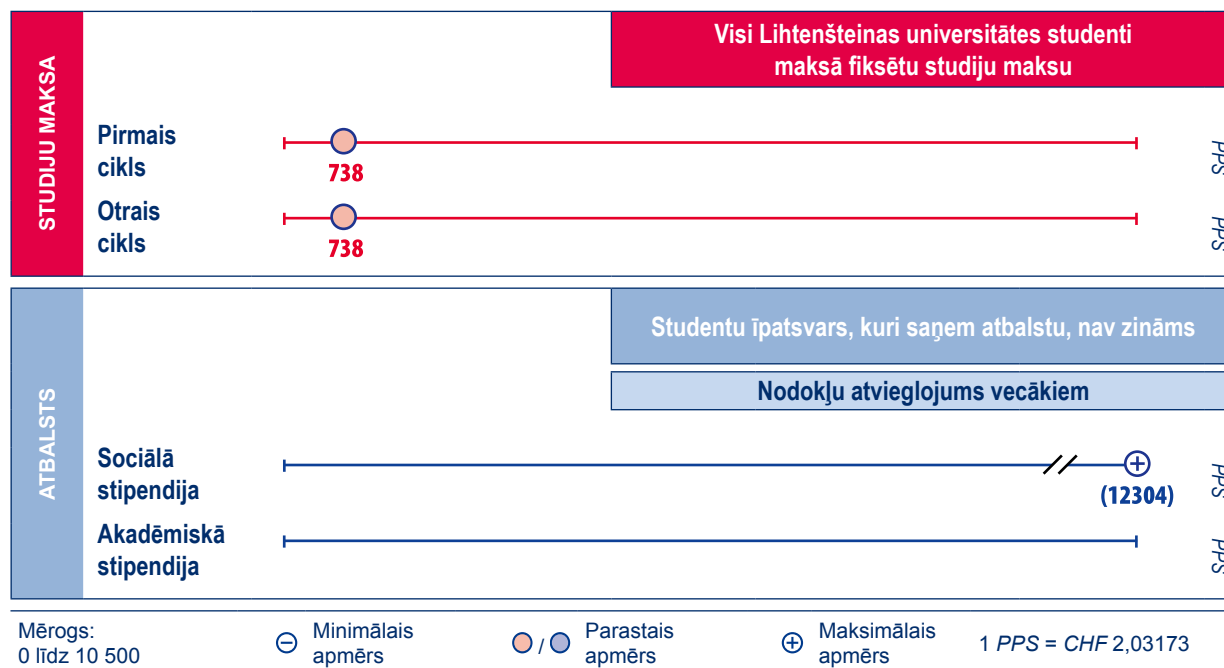 STUDIJU MAKSA
Visi Lihtenšteinas universitātes studenti
maksā fiksētu studiju maksu
Pirmais
cikls
738
PPS
Otrais
cikls
738
PPS
ATBALSTS
Studentu īpatsvars, kuri saņem atbalstu, nav zināms
Nodokļu atvieglojums vecākiem
Sociālā
stipendija
(12304)
PPS
Akadēmiskā
stipendija
PPS
Mērogs:
0 līdz 10 500
Minimālais
apmērs
/
Parastais
apmērs
Maksimālais
apmērs
1 PPS = CHF 2,03173